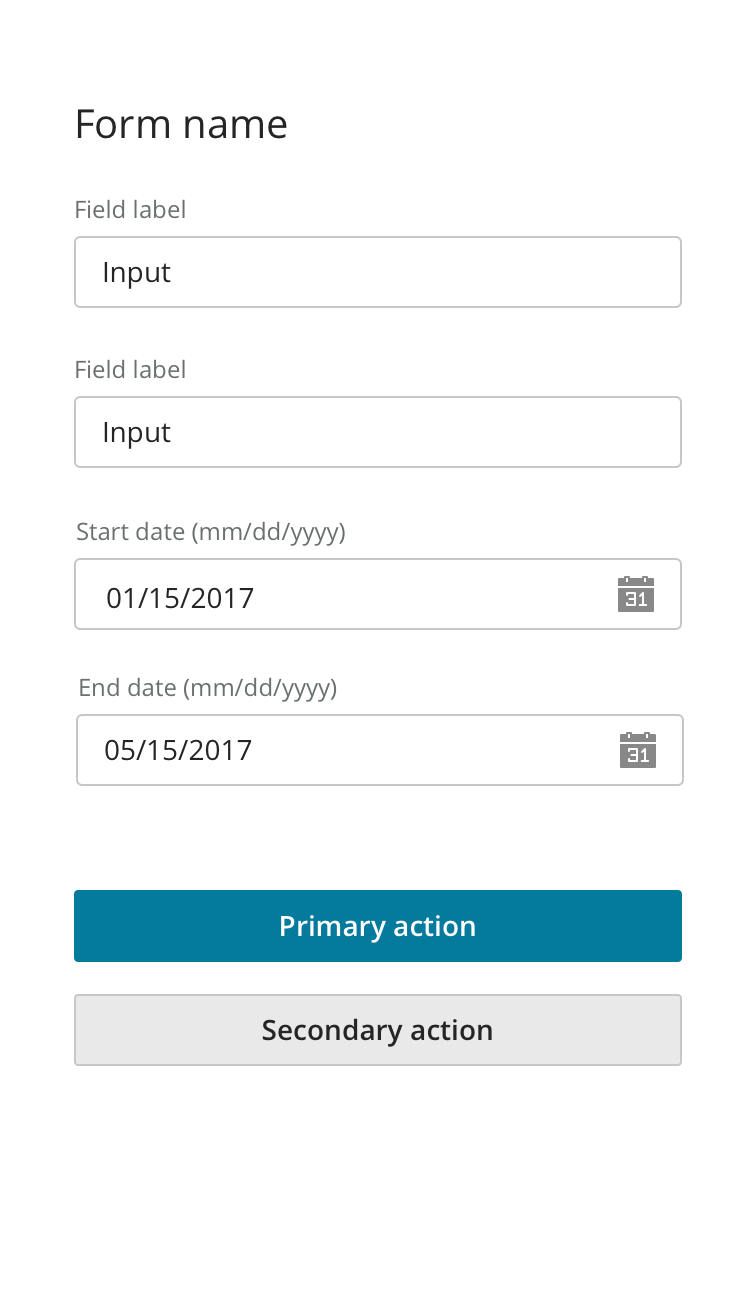 Form name
Field label
Input
Field label
Input
Start date (mm/dd/yyyy)
01/15/2017 31
End date (mm/dd/yyyy)
05/15/2017 31
Primary action
Secondary action